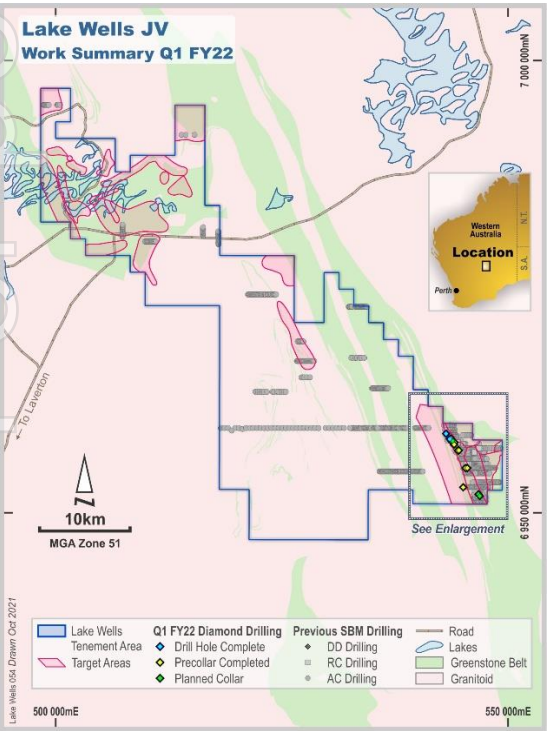 Lake Wells JV
Work Summary Q1 FY22
7 000 000mN
Western
Australia
N.T.
Location
S.A.
Perth
← To Laverton
N
10km
MGA Zone 51
See Enlargement
6 950 000mN
Lake Wells 054 Drawn Oct 2021
Lake Wells
Tenement Area
Target Areas
Q1 FY22 Diamond Drilling
Drill Hole Complete
Precollar Completed
Planned Collar
Previous SBM Drilling
DD Drilling
RC Drilling
AC Drilling
Road
Lakes
Greenstone Belt
Granitoid
500 000mE
550 000mE